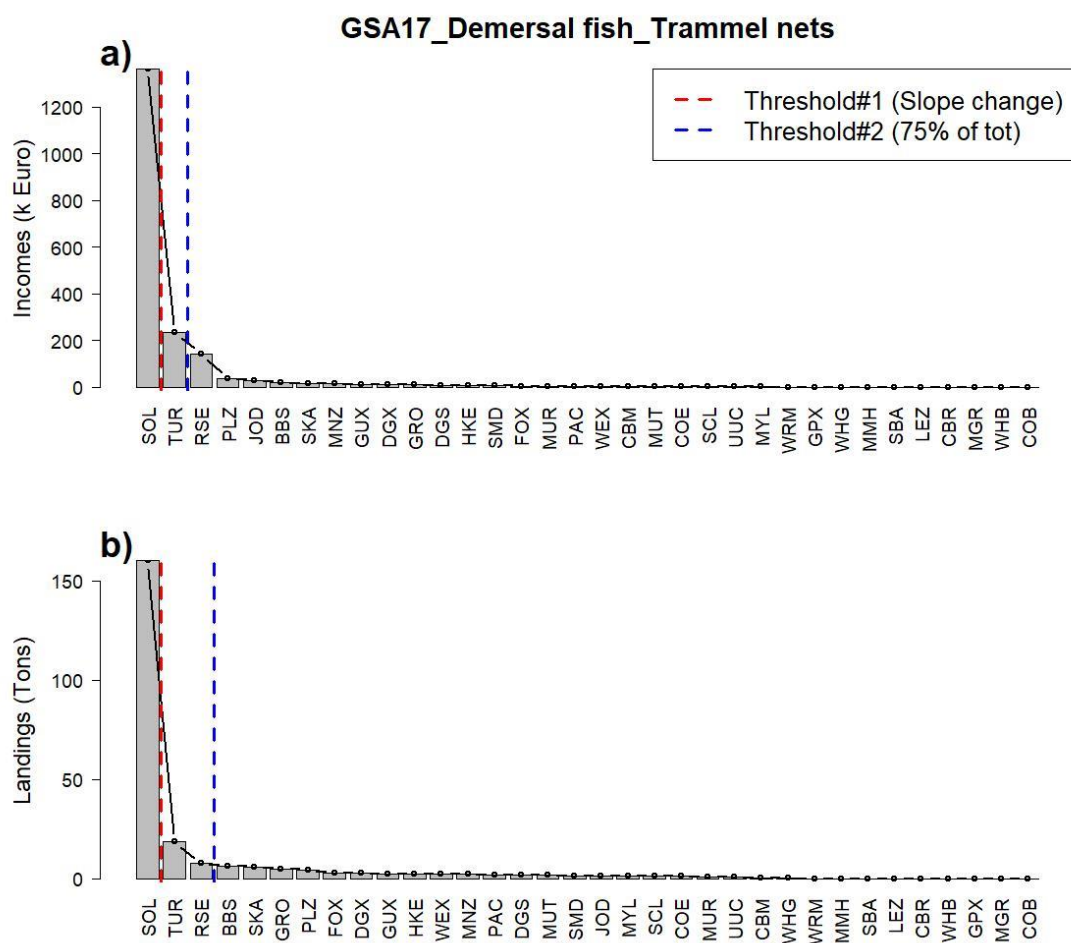 GSA17_Demersal fish_Trammel nets
a)
Threshold#1 (Slope change)
Threshold#2 (75% of tot)
Incomes (k Euro)
1200
1000
800
600
400
200
0
SOL TUR RSE PLZ JOD BBS SKA MNZ GUX DGX GRO DGS HKE SMD FOX MUR PAC WEX CBM MUT COE SCL UUC MYL WRM GPX WHG MMH SBA LEZ CBR MGR WHB COB
b)
Landings (Tons)
150
100
50
0
SOL TUR RSE BBS SKA GRO PLZ FOX DGX GUX HKE WEX MNZ PAC DGS MUT SMD JOD MYL SCL COE MUR UUC CBM WHG WRM MMH SBA LEZ CBR WHB GPX MGR COB